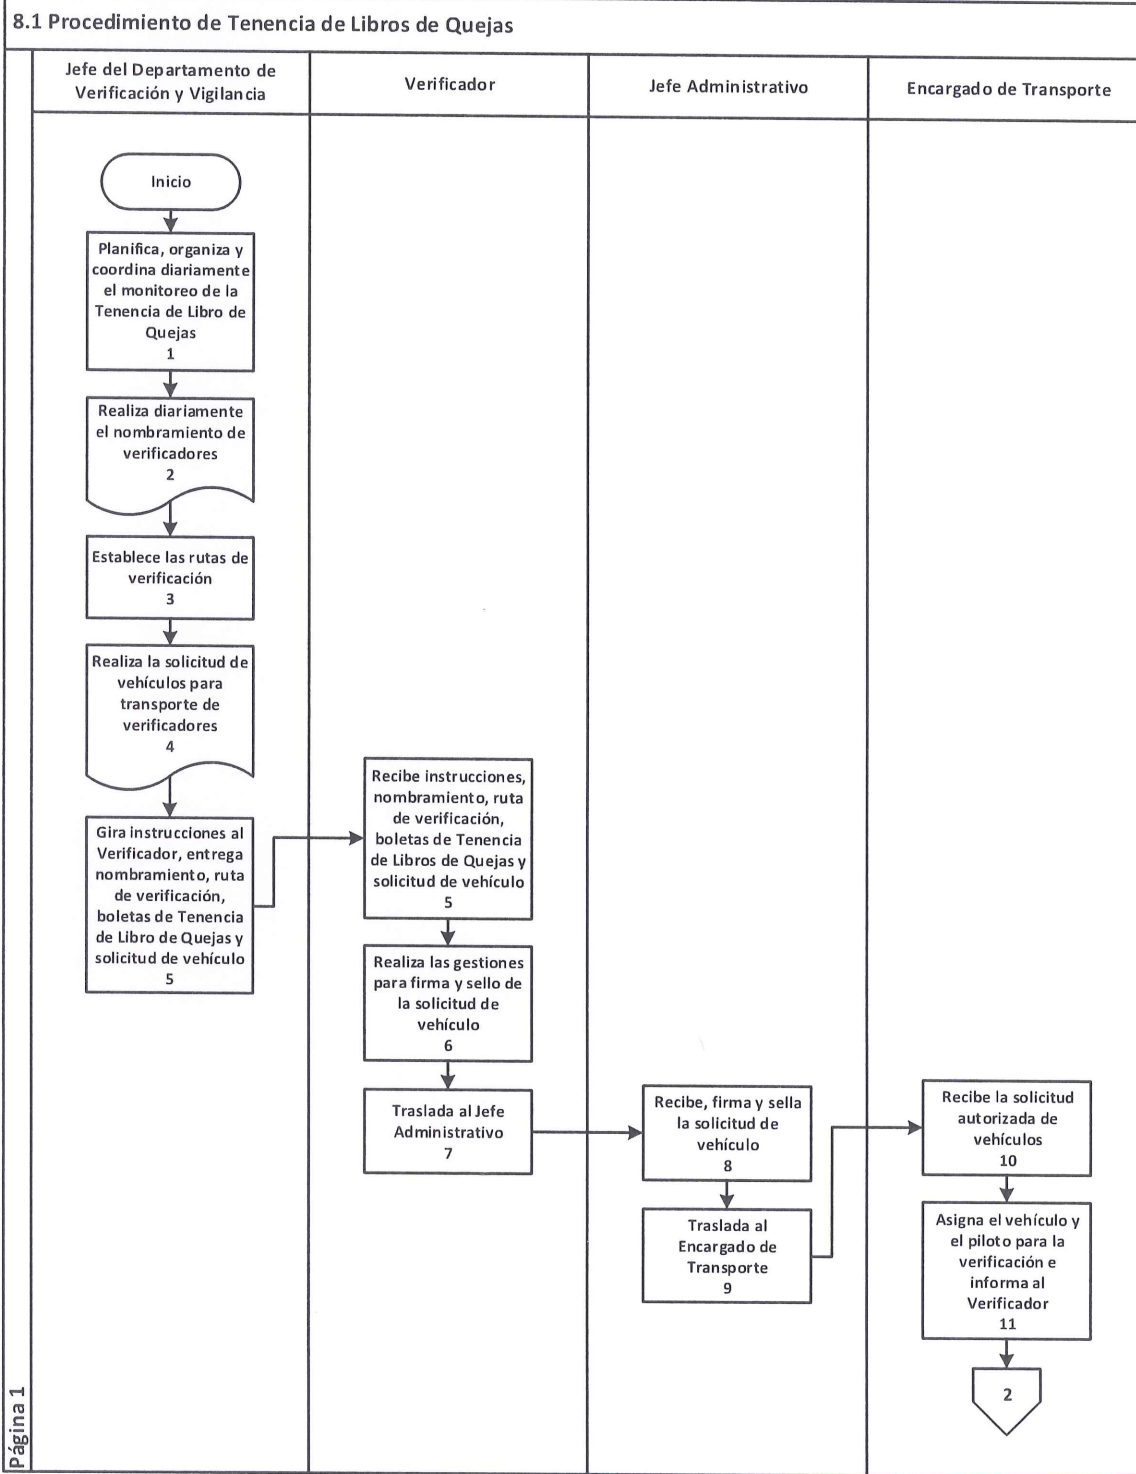 8.1 Procedimiento de Tenencia de Libros de Quejas
Jefe del Departamento de
Verificación y Vigilancia
Verificador
Jefe Administrativo
Encargado de Transporte
Inicio
Planifica, organiza y
coordina diariamente
el monitoreo de la
Tenencia de Libro de
Quejas
1
Realiza diariamente
el nombramiento de
verificadores
2
Establece las rutas de
verificación
3
Realiza la solicitud de
vehículos para
transporte de
verificadores
4
Gira instrucciones al
Verificador, entrega
nombramiento, ruta
de verificación,
boletas de Tenencia
de Libro de Quejas y
solicitud de vehículo
5
Recibe instrucciones,
nombramiento, ruta
de verificación,
boletas de Tenencia
de Libros de Quejas y
solicitud de vehículo
5
Realiza las gestiones
para firma y sello de
la solicitud de
vehículo
6
Traslada al Jefe
Administrativo
7
Recibe, firma y sella
la solicitud de
vehículo
8
Traslada al
Encargado de
Transporte
9
Recibe la solicitud
autorizada de
vehículos
10
Asigna el vehículo y
el piloto para la
verificación e
informa al
Verificador
11
2
Página 1